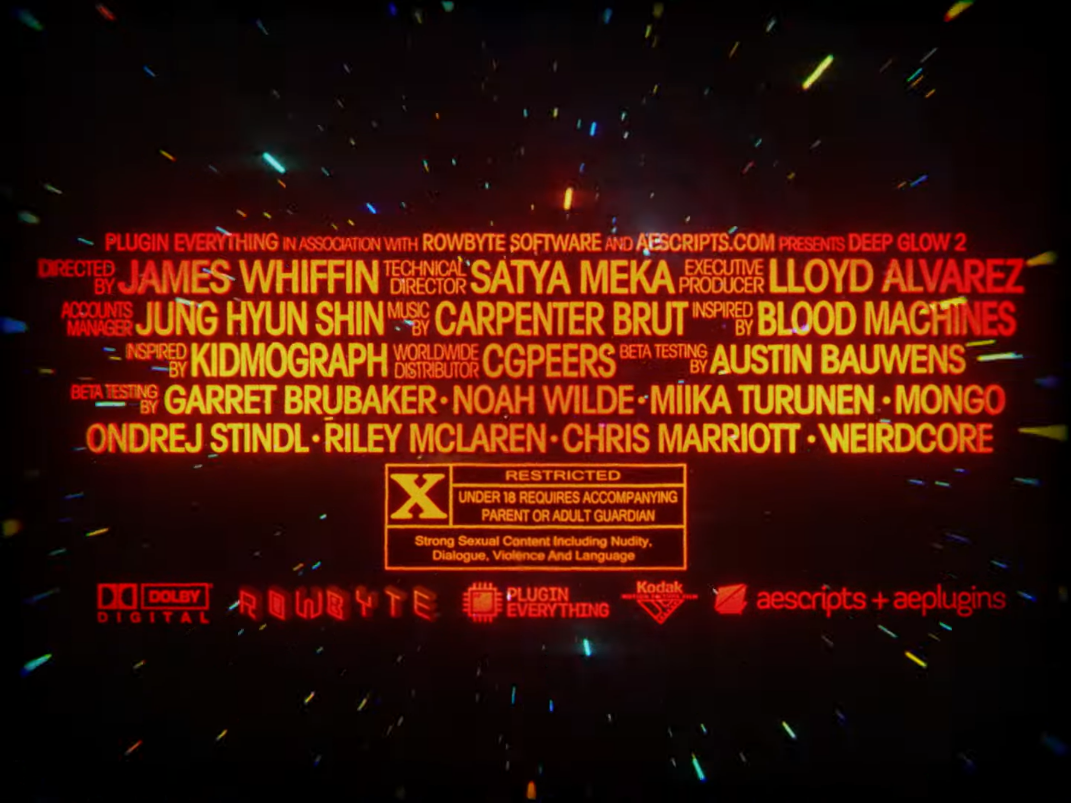 PLUGIN EVERYTHING IN ASSOCIATION WITH ROWBYTE SOFTWARE AND AESCRIPTS.COM PRESENTS DEEP GLOW 2
DIRECTED BY JAMES WHIFFIN TECHNICAL DIRECTOR SATYA MEKA EXECUTIVE PRODUCER LLOYD ALVAREZ
ACCOUNTS MANAGER JUNG HYUN SHIN MUSIC BY CARPENTER BRUT INSPIRED BY BLOOD MACHINES
INSPIRED BY KIDMOGRAPH WORLDWIDE DISTRIBUTOR CGPEERS BETA TESTING BY AUSTIN BAUWENS
BETA TESTING BY GARRET BRUBAKER · NOAH WILDE · MIIKA TURUNEN · MONGO
ONDREJ STINDL · RILEY MCLAREN · CHRIS MARRIOTT · WEIRDCORE
X
RESTRICTED
UNDER 18 REQUIRES ACCOMPANYING
PARENT OR ADULT GUARDIAN
Strong Sexual Content Including Nudity,
Dialogue, Violence And Language
DOLBY
DIGITAL
ROWBYTE
PLUGIN
EVERYTHING
Kodak
aescripts + aeplugins